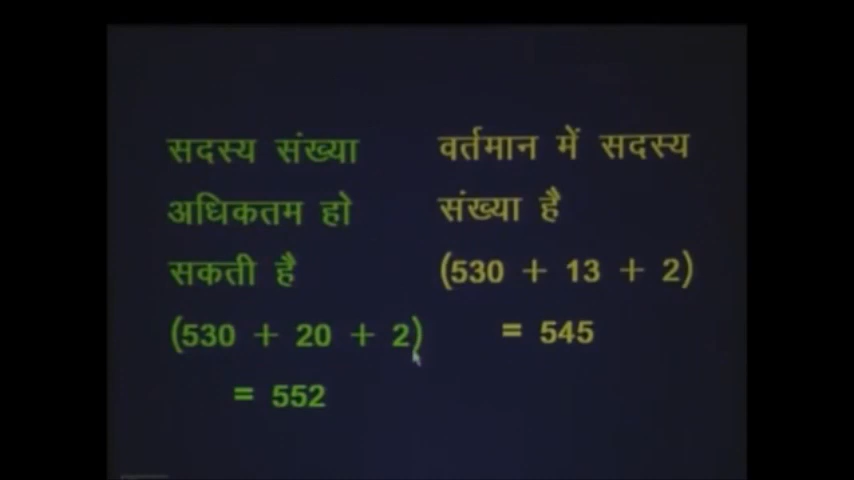 सदस्य संख्या
अधिकतम हो
सकती है
(530 + 20 + 2)
= 552
वर्तमान में सदस्य
संख्या है
(530 + 13 + 2)
= 545